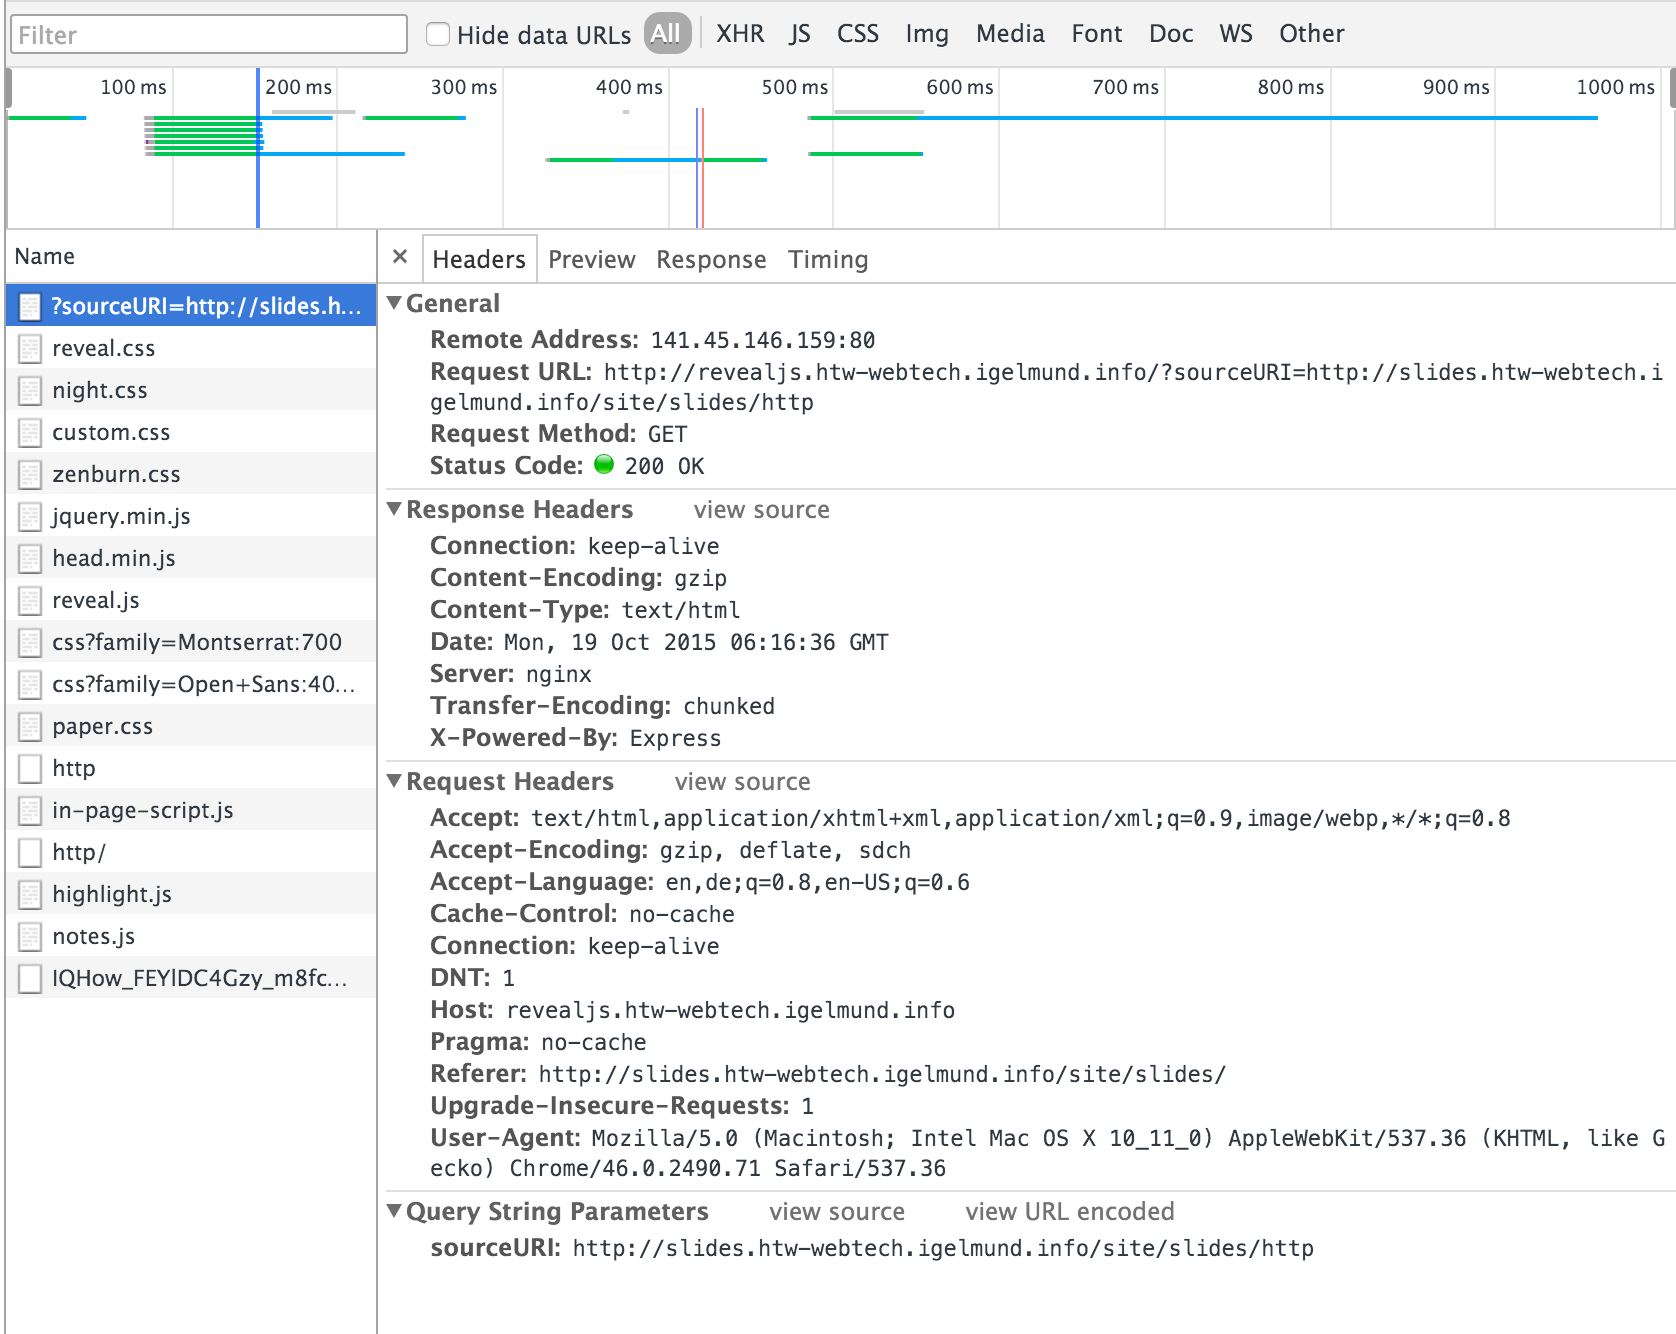 Filter
Hide data URLs All XHR JS CSS Img Media Font Doc WS Other
100 ms 200 ms 300 ms 400 ms 500 ms 600 ms 700 ms 800 ms 900 ms 1000 ms
Name
?sourceURI=http://slides.h...
reveal.css
night.css
custom.css
zenburn.css
jquery.min.js
head.min.js
reveal.js
css?family=Montserrat:700
css?family=Open+Sans:40...
paper.css
http
in-page-script.js
http/
highlight.js
notes.js
IQHow_FEYlDC4Gzy_m8fc...
× Headers Preview Response Timing
▼General
Remote Address: 141.45.146.159:80
Request URL: http://revealjs.htw-webtech.igelmund.info/?sourceURI=http://slides.htw-webtech.i
gelmund.info/site/slides/http
Request Method: GET
Status Code: 200 OK
▼Response Headers view source
Connection: keep-alive
Content-Encoding: gzip
Content-Type: text/html
Date: Mon, 19 Oct 2015 06:16:36 GMT
Server: nginx
Transfer-Encoding: chunked
X-Powered-By: Express
▼Request Headers view source
Accept: text/html,application/xhtml+xml,application/xml;q=0.9,image/webp,*/*;q=0.8
Accept-Encoding: gzip, deflate, sdch
Accept-Language: en,de;q=0.8,en-US;q=0.6
Cache-Control: no-cache
Connection: keep-alive
DNT: 1
Host: revealjs.htw-webtech.igelmund.info
Pragma: no-cache
Referer: http://slides.htw-webtech.igelmund.info/site/slides/
Upgrade-Insecure-Requests: 1
User-Agent: Mozilla/5.0 (Macintosh; Intel Mac OS X 10_11_0) AppleWebKit/537.36 (KHTML, like G
ecko) Chrome/46.0.2490.71 Safari/537.36
▼Query String Parameters view source view URL encoded
sourceURI: http://slides.htw-webtech.igelmund.info/site/slides/http